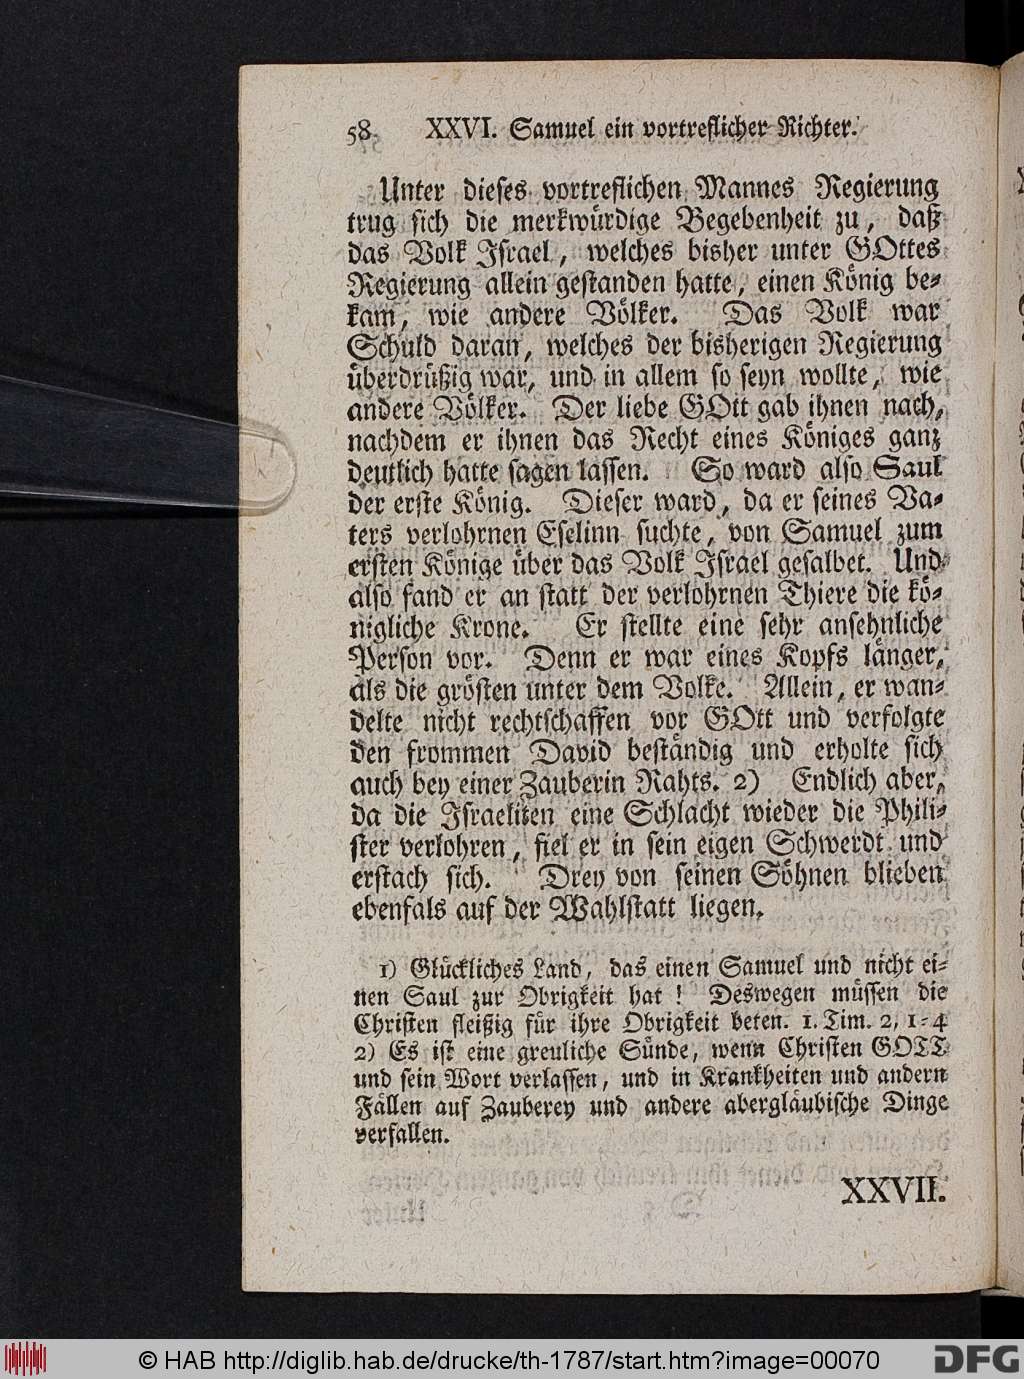 58. XXVI. Samuel ein vortreflicher Richter.
Unter dieses vortreflichen Mannes Regierung
trug sich die merkwürdige Begebenheit zu, daß
das Volk Israel, welches bisher unter GOttes
Regierung allein gestanden hatte, einen König be-
kam, wie andere Völker. Das Volk war
Schuld daran, welches der bisherigen Regierung
überdrüßig war, und in allem so seyn wollte, wie
andere Völker. Der liebe GOtt gab ihnen nach,
nachdem er ihnen das Recht eines Königes ganz
deutlich hatte sagen lassen. So ward also Saul
der erste König. Dieser ward, da er seines Va-
ters verlohrnen Eselinn suchte, von Samuel zum
ersten Könige über das Volk Israel gesalbet. Und
also fand er an statt der verlohrnen Thiere die kö-
nigliche Krone. Er stellte eine sehr ansehnliche
Person vor. Denn er war eines Kopfs länger,
als die grösten unter dem Volke. Allein, er wan-
delte nicht rechtschaffen vor GOtt und verfolgte
den frommen David beständig und erholte sich
auch bey einer Zauberin Rahts. 2) Endlich aber,
da die Israeliten eine Schlacht wieder die Phili-
ster verlohren, fiel er in sein eigen Schwerdt und
erstach sich. Drey von seinen Söhnen blieben
ebenfals auf der Wahlstatt liegen.
1) Glückliches Land, das einen Samuel und nicht ei-
nen Saul zur Obrigkeit hat! Deswegen müssen die
Christen fleißig für ihre Obrigkeit beten. 1. Tim. 2, 1-4
2) Es ist eine greuliche Sünde, wenn Christen GOTT
und sein Wort verlassen, und in Krankheiten und andern
Fällen auf Zauberey und andere abergläubische Dinge
verfallen.
XXVII.
© HAB http://diglib.hab.de/drucke/th-1787/start.htm?image=00070
DFG